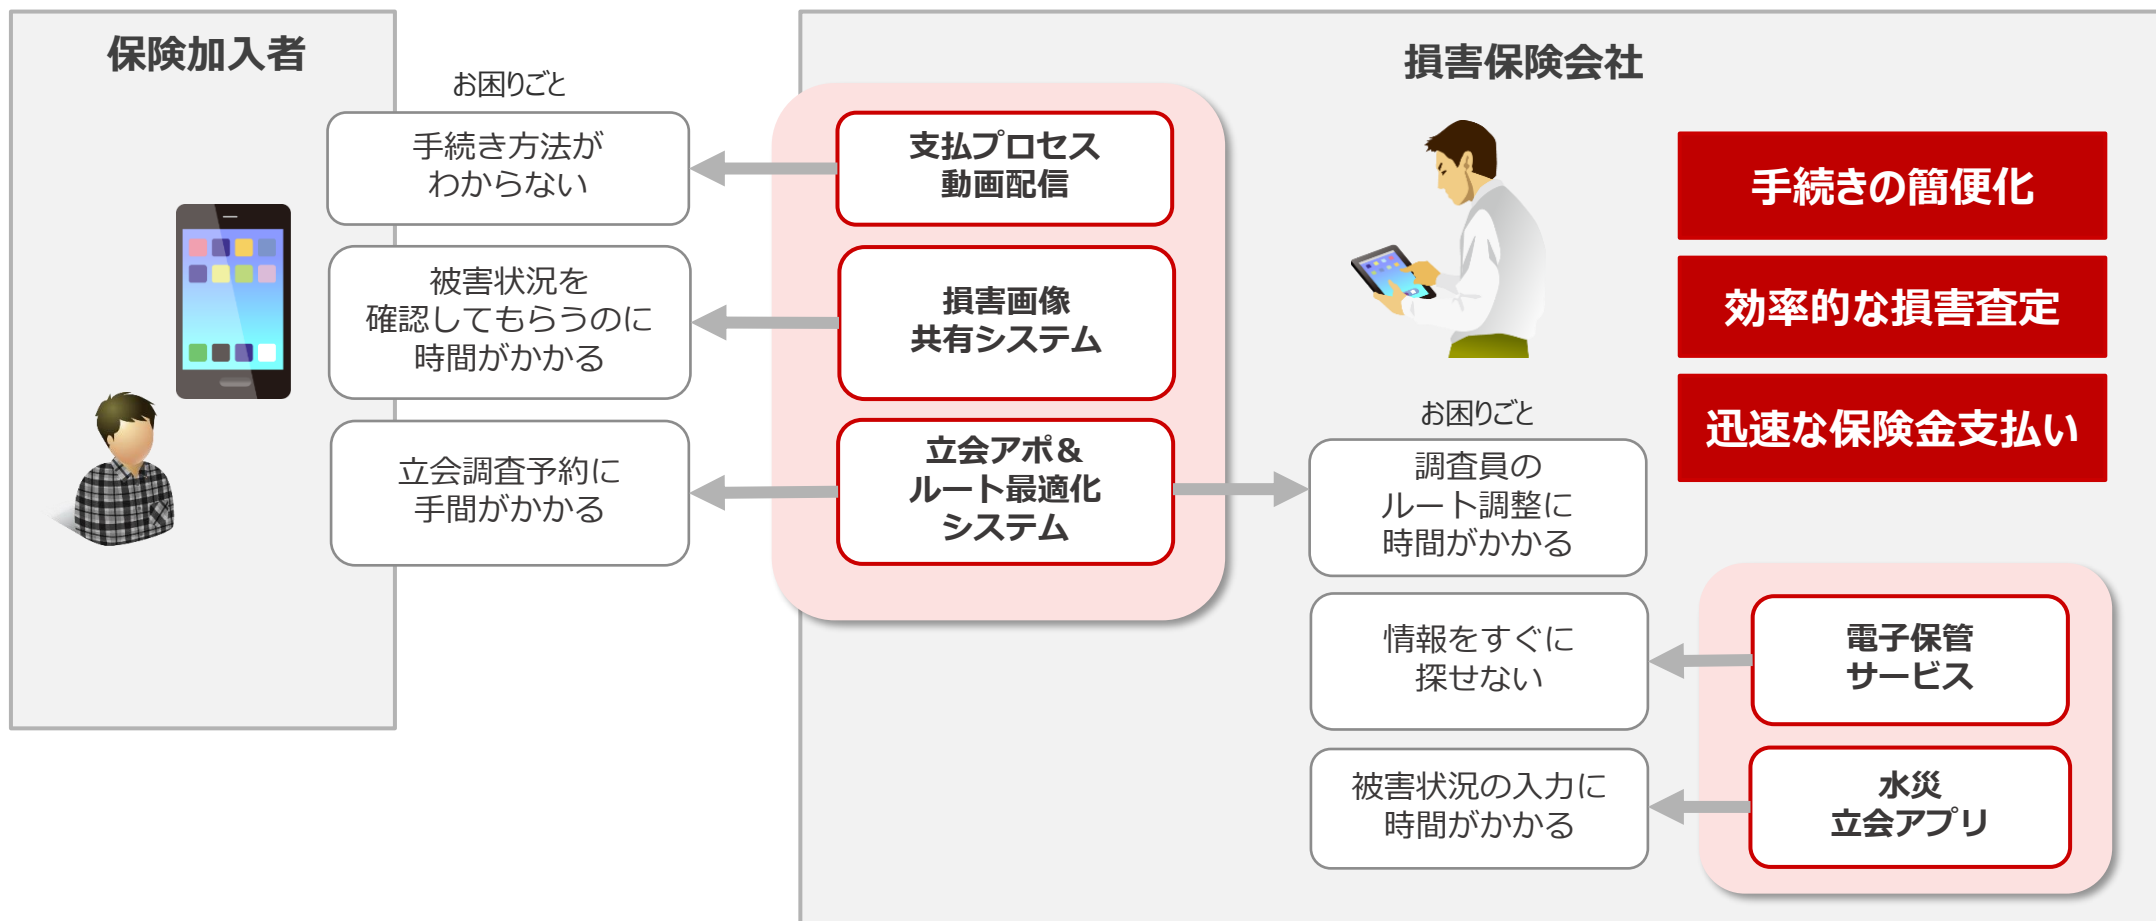 保険加入者
お困りごと
手続き方法が
わからない
被害状況を
確認してもらうのに
時間がかかる
立会調査予約に
手間がかかる
支払プロセス
動画配信
損害画像
共有システム
立会アポ＆
ルート最適化
システム
損害保険会社
手続きの簡便化
効率的な損害査定
迅速な保険金支払い
お困りごと
調査員の
ルート調整に
時間がかかる
情報をすぐに
探せない
被害状況の入力に
時間がかかる
電子保管
サービス
水災
立会アプリ